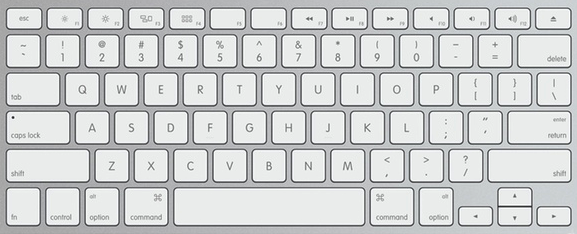 esc F1 F2 F3 F4 F5 F6 F7 F8 F9 F10 F11 F12
~ ` ! 1 @ 2 # 3 $ 4 % 5 ^ 6 & 7 * 8 ( 9 ) 0 _ - + = delete
tab Q W E R T Y U I O P { [ } ] | \
caps lock A S D F G H J K L : ; " ' enter return
shift Z X C V B N M < , > . ? / shift
fn control alt option ⌘ command ⌘ command alt option